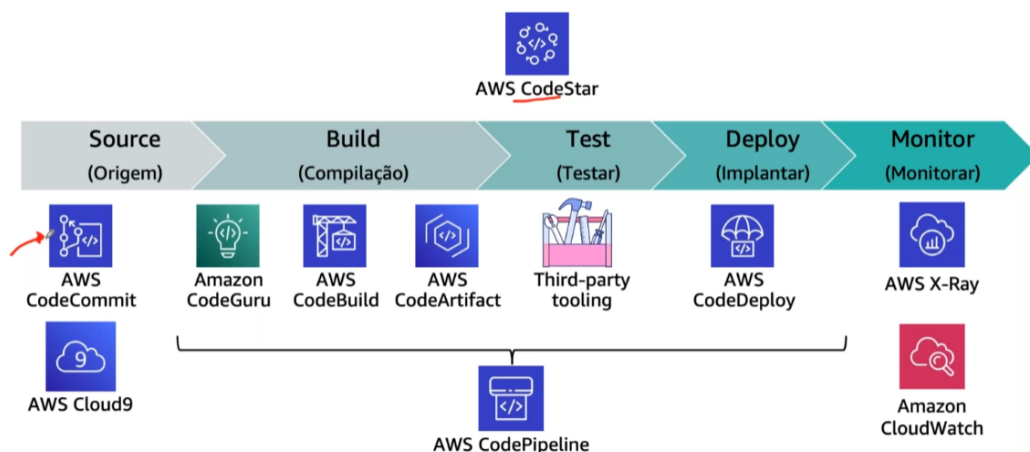 AWS CodeStar
Source
(Origem)
Build
(Compilação)
Test
(Testar)
Deploy
(Implantar)
Monitor
(Monitorar)
AWS
CodeCommit
Amazon
CodeGuru
AWS
CodeBuild
AWS
CodeArtifact
Third-party
tooling
AWS
CodeDeploy
AWS X-Ray
9
AWS Cloud9
AWS CodePipeline
Amazon
CloudWatch